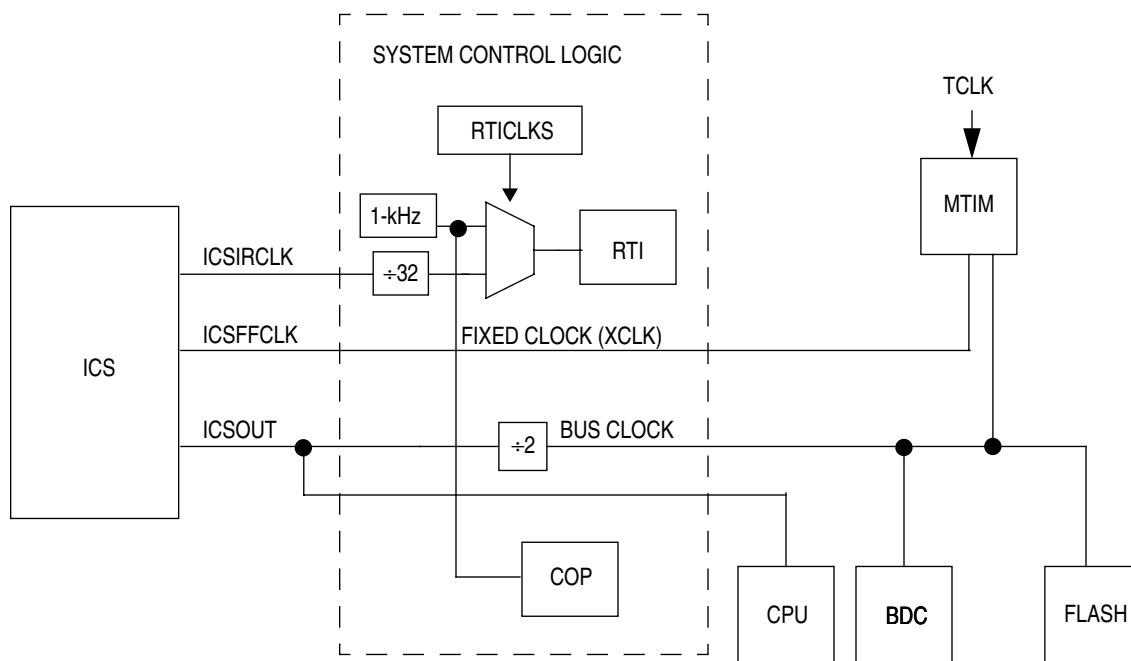 SYSTEM CONTROL LOGIC
TCLK
RTICLKS
MTIM
1-kHz
RTI
ICSIRCLK
÷32
ICSFFCLK
FIXED CLOCK (XCLK)
ICS
ICSOUT
÷2
BUS CLOCK
COP
CPU
BDC
FLASH